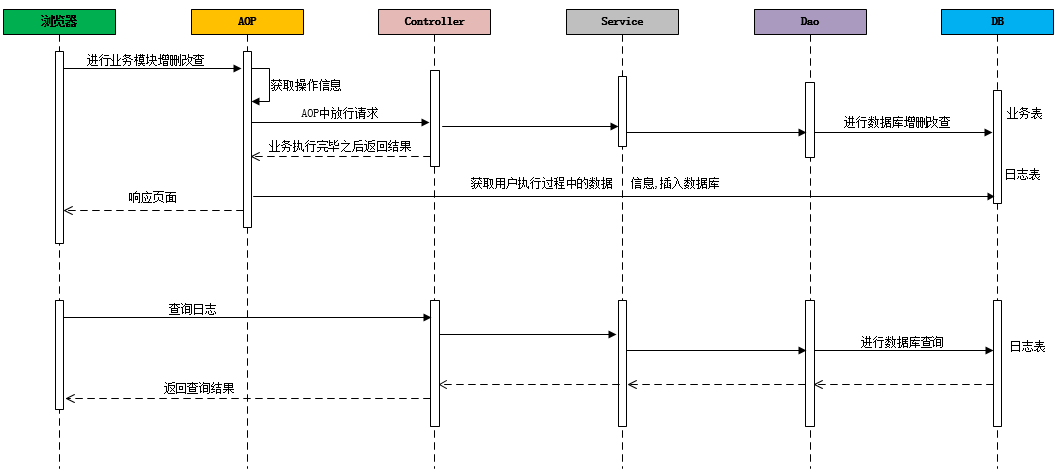 浏览器
AOP
Controller
Service
Dao
DB
进行业务模块增删改查
获取操作信息
AOP中放行请求
进行数据库增删改查
业务表
业务执行完毕之后返回结果
日志表
获取用户执行过程中的数据 信息,插入数据库
响应页面
查询日志
进行数据库查询
日志表
返回查询结果